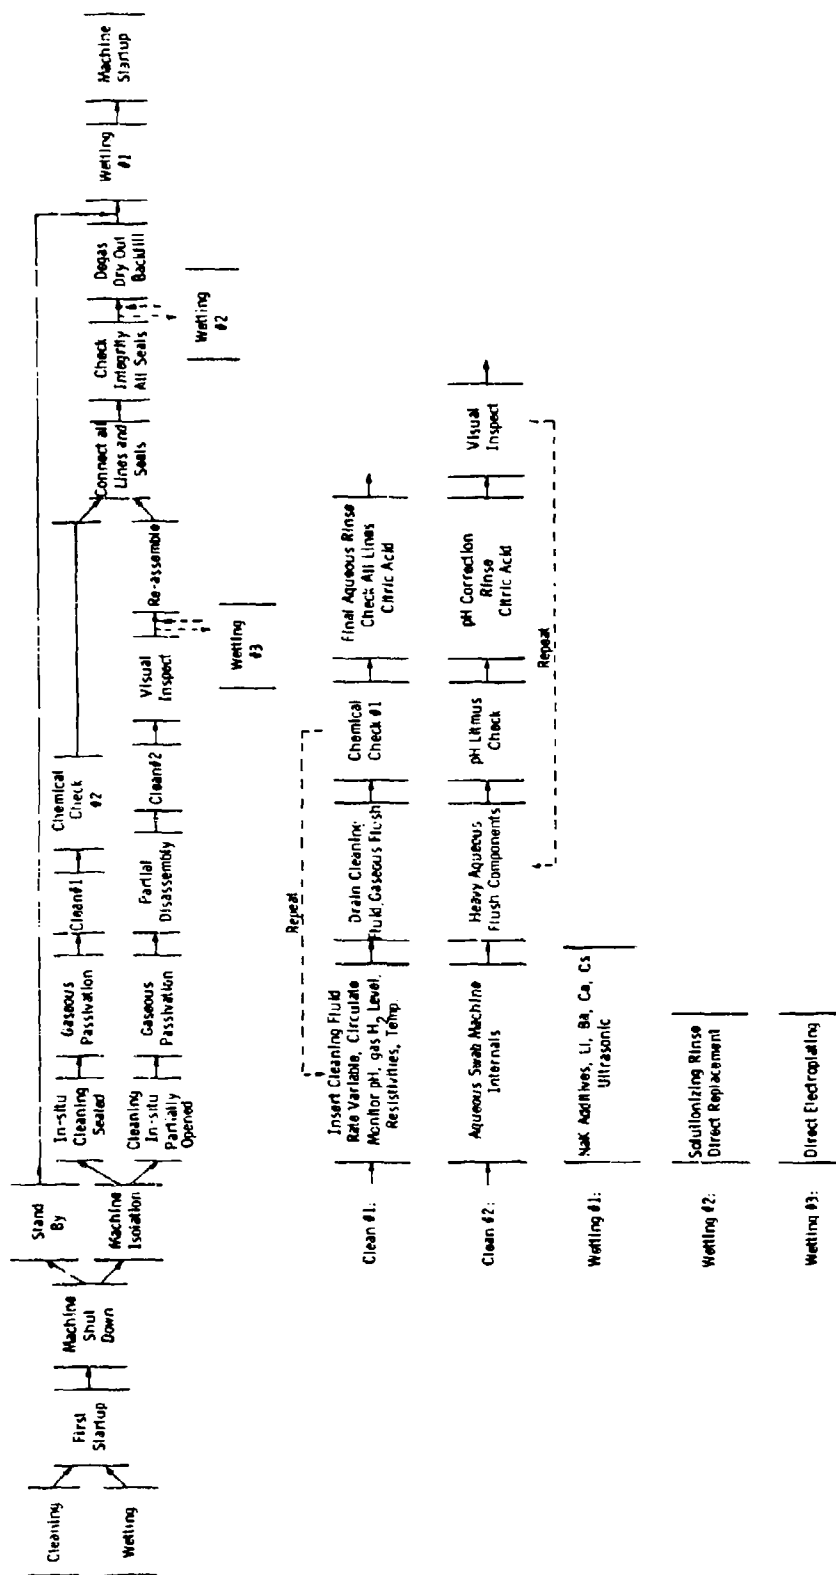 Cleaning
Wetting
First
Startup
Machine
Shut
Down
Stand
By
Machine
Isolation
In-situ
Cleaning
Sealed
Cleaning
In-situ
Partially
Opened
Gaseous
Passivation
Gaseous
Passivation
Clean#1
Partial
Disassembly
Chemical
Check
#2
Clean#2
Visual
Inspect
Wetting
#3
Re-assemble
Connect all
Lines and
Seals
Check
Integrity
All Seals
Wetting
#2
Degas
Dry Out
Backfill
Wetting
#1
Machine
Startup
Clean #1:
Insert Cleaning Fluid
Rate Variable, Circulate
Monitor pH, gas H2 Level,
Resistivities, Temp.
Repeat
Drain Cleaning
Fluid, Gaseous Flush
Chemical
Check #1
Final Aqueous Rinse
Check All Lines
Citric Acid
Clean #2:
Aqueous Swab Machine
Internals
Heavy Aqueous
Flush Components
pH Litmus
Check
Repeat
pH Correction
Rinse
Citric Acid
Visual
Inspect
Wetting #1:
NaK Additives, Li, Ba, Ca, Cs
Ultrasonic
Wetting #2:
Solutionizing Rinse
Direct Replacement
Wetting #3:
Direct Electroplating